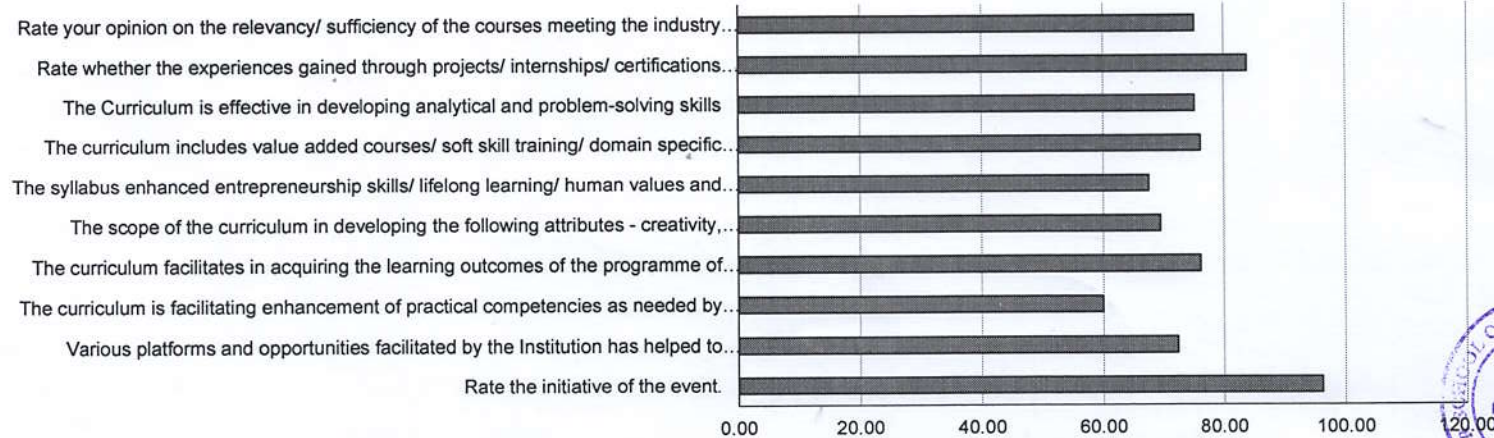 Rate your opinion on the relevancy/ sufficiency of the courses meeting the industry...
Rate whether the experiences gained through projects/ internships/ certifications...
The Curriculum is effective in developing analytical and problem-solving skills
The curriculum includes value added courses/ soft skill training/ domain specific...
The syllabus enhanced entrepreneurship skills/ lifelong learning/ human values and...
The scope of the curriculum in developing the following attributes - creativity,...
The curriculum facilitates in acquiring the learning outcomes of the programme of...
The curriculum is facilitating enhancement of practical competencies as needed by...
Various platforms and opportunities facilitated by the Institution has helped to...
Rate the initiative of the event.
0.00 20.00 40.00 60.00 80.00 100.00 120.00
SCHOOL O